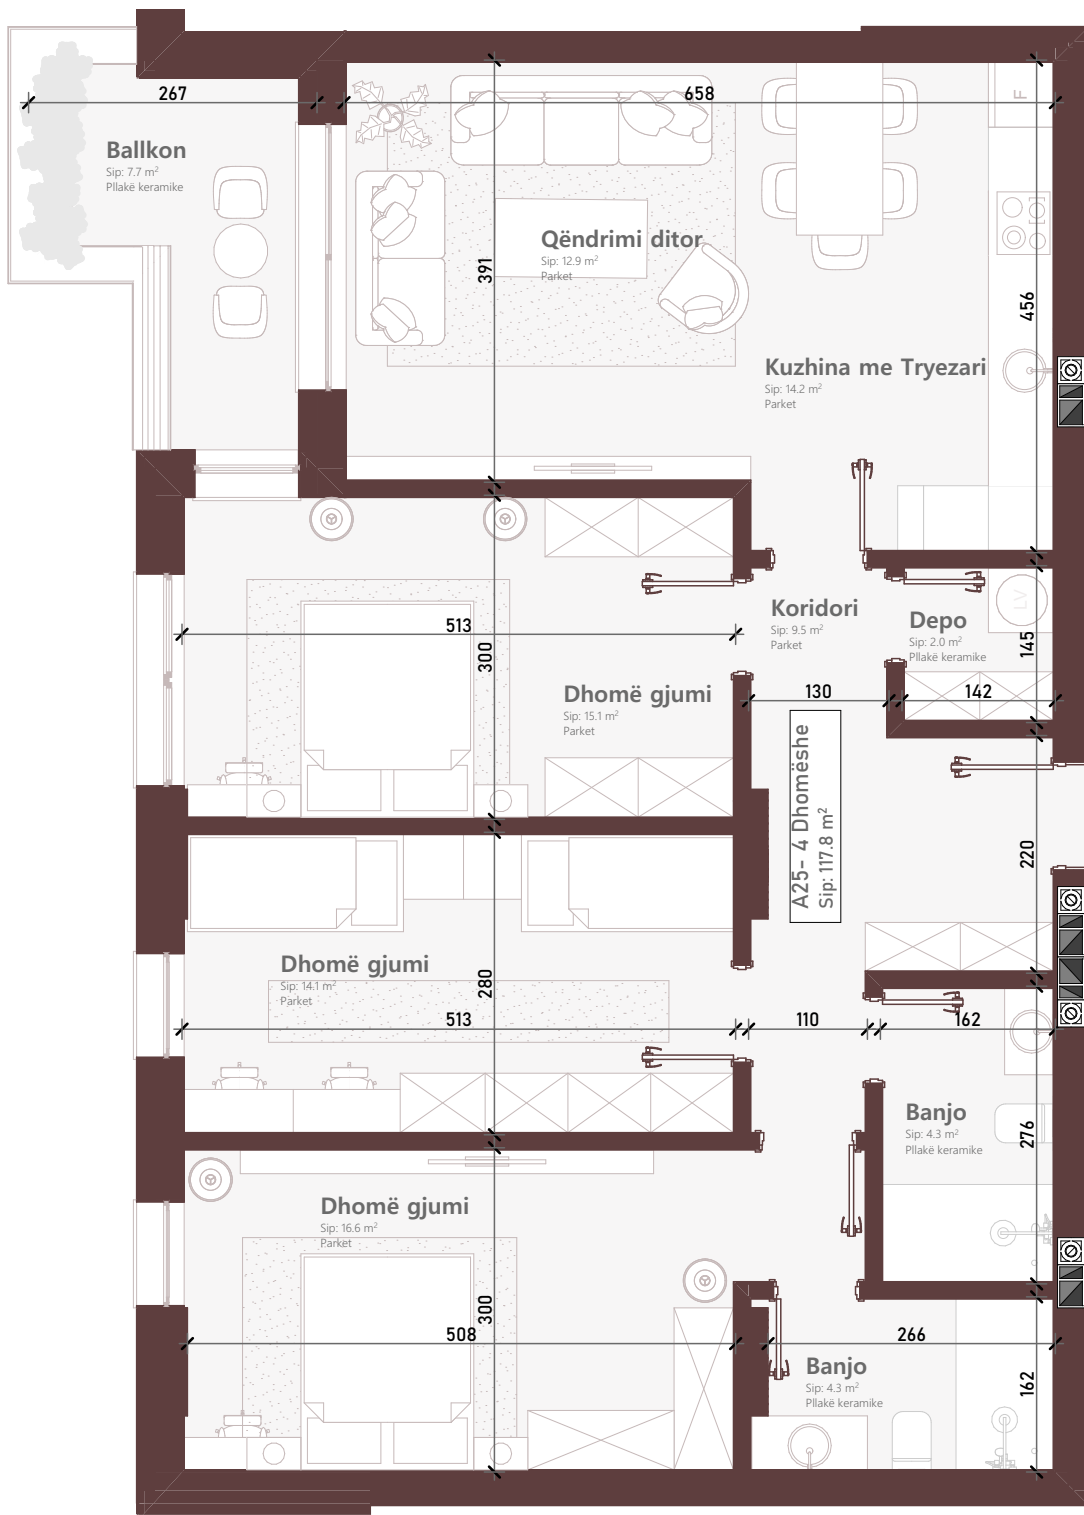 267
658
Ballkon
Sip: 7.7 m²
Pllakë keramike
F
Qëndrimi ditor
Sip: 12.9 m²
Parket
391
456
Kuzhina me Tryezari
Sip: 14.2 m²
Parket
Koridori
Sip: 9.5 m²
Parket
Depo
Sip: 2.0 m²
Pllakë keramike
LV
145
513
300
Dhomë gjumi
Sip: 15.1 m²
Parket
130
142
A25- 4 Dhomëshe
Sip: 117.8 m²
220
Dhomë gjumi
Sip: 14.1 m²
Parket
280
513
110
162
Banjo
Sip: 4.3 m²
Pllakë keramike
276
Dhomë gjumi
Sip: 16.6 m²
Parket
300
508
266
Banjo
Sip: 4.3 m²
Pllakë keramike
162